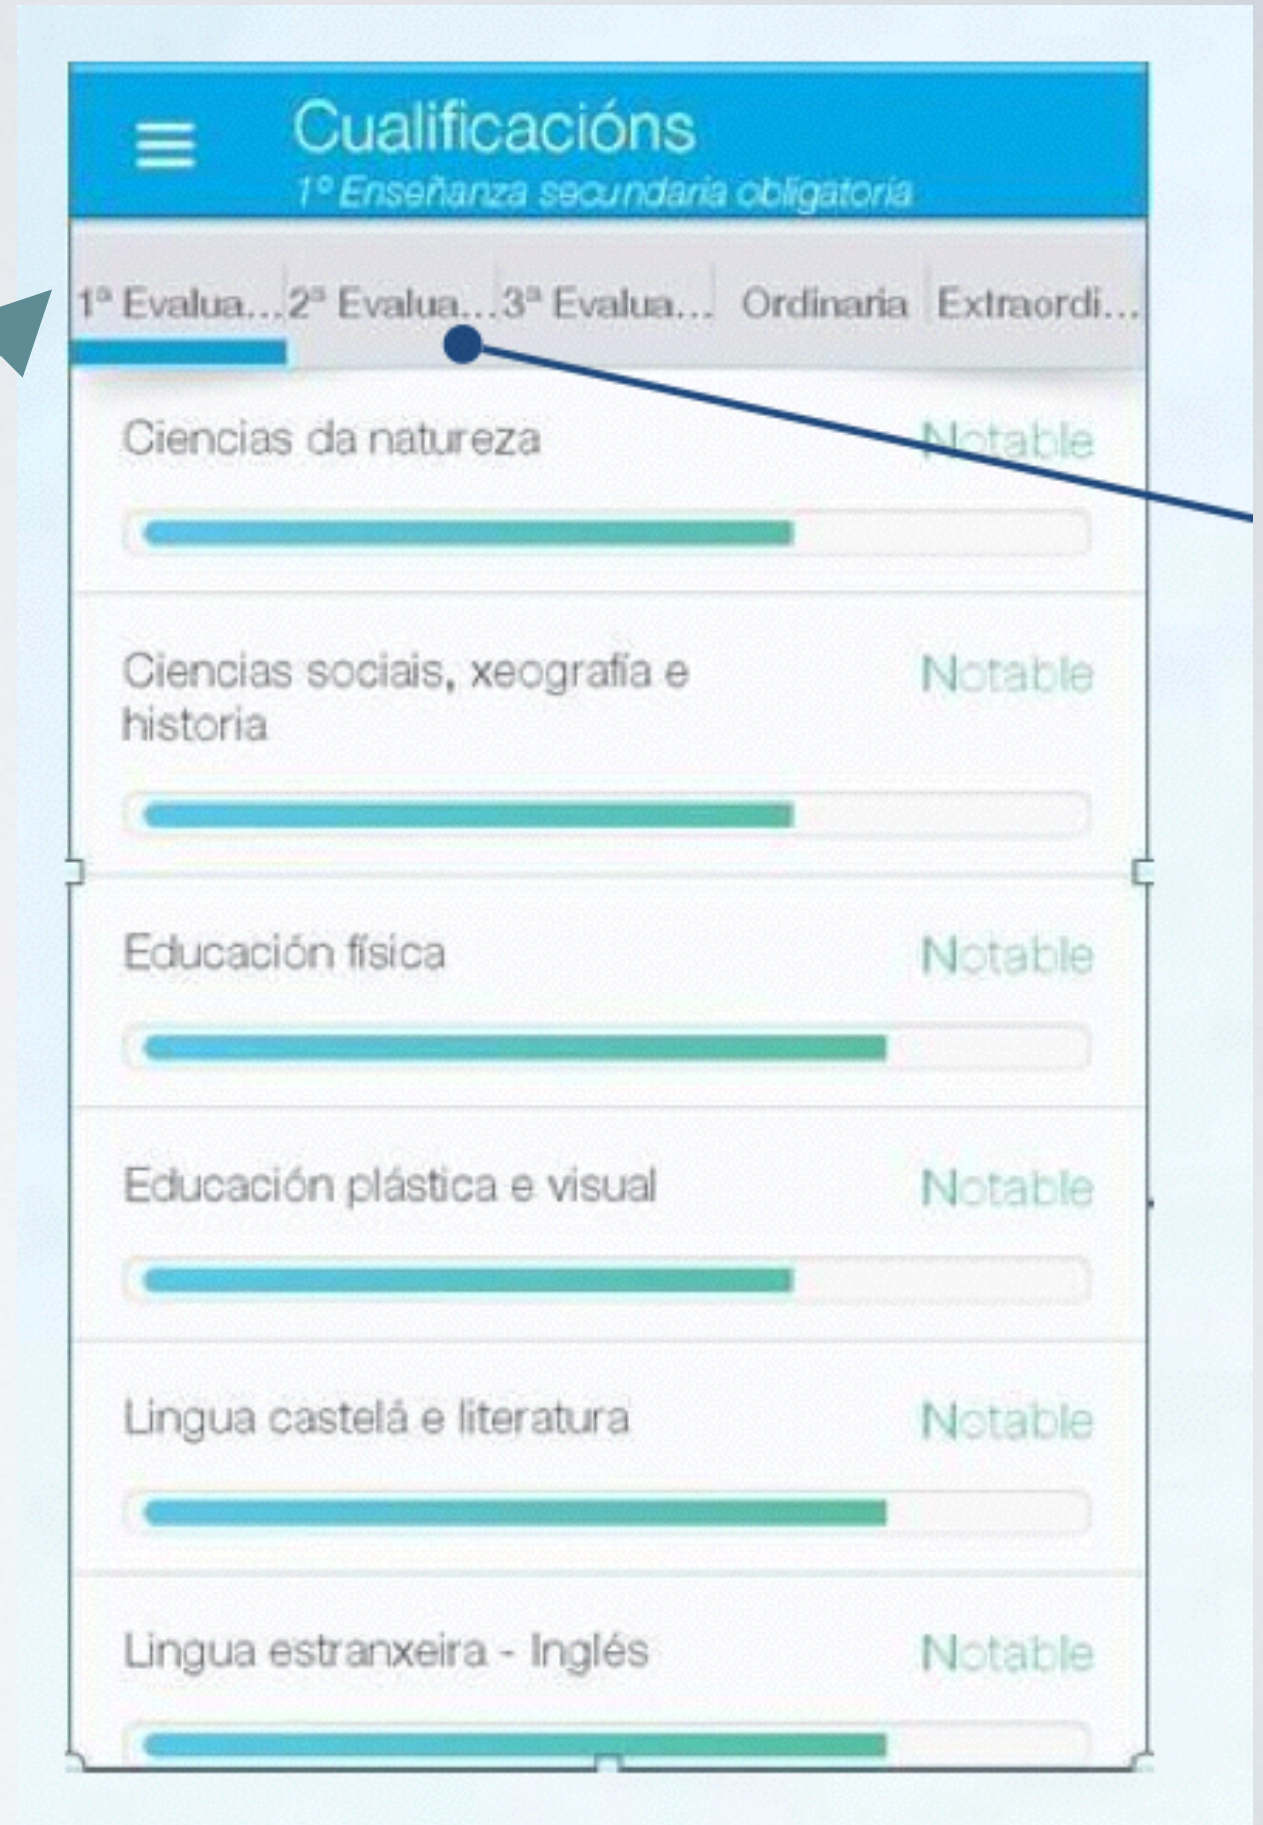 Cualificacións
1º Enseñanza secundaria obligatoria
1ª Evalua... 2ª Evalua... 3ª Evalua... Ordinaria Extraordi...
Ciencias da natureza Notable
Ciencias sociais, xeografía e Notable
historia
Educación física Notable
Educación plástica e visual Notable
Lingua castelá e literatura Notable
Lingua estranxeira - Inglés Notable